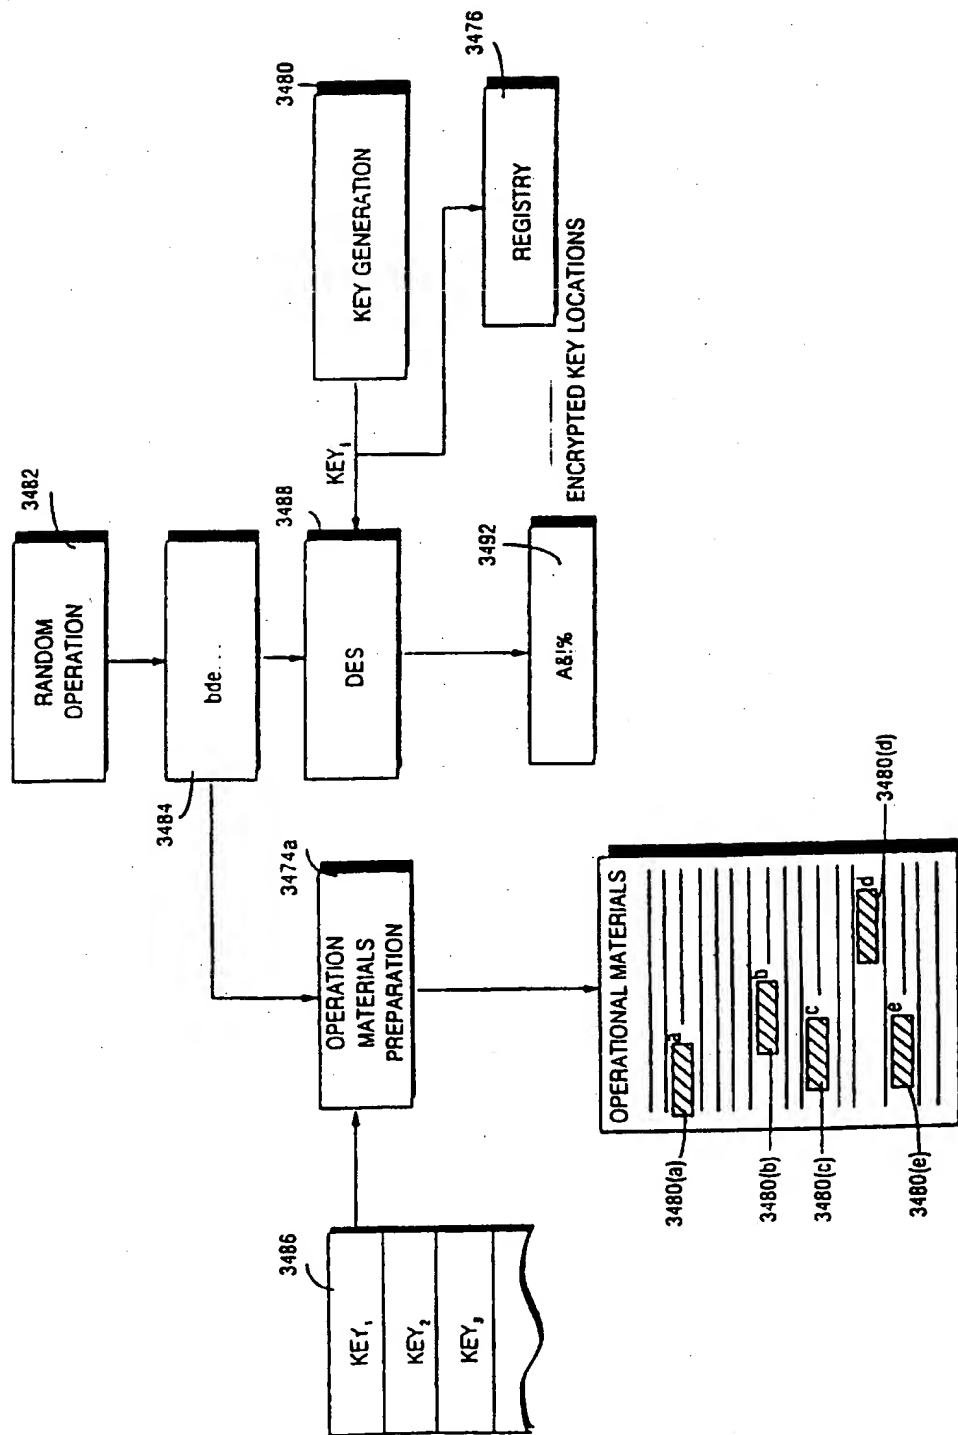 3482
RANDOM
OPERATION
3484
bde...
3488
DES
KEY₁
3480
KEY GENERATION
3476
REGISTRY
3492
A&!%
ENCRYPTED KEY LOCATIONS
3486
KEY₁
KEY₂
KEY₃
3474a
OPERATION
MATERIALS
PREPARATION
OPERATIONAL MATERIALS
3480(a)
a
3480(b)
b
3480(c)
c
3480(d)
d
3480(e)
e